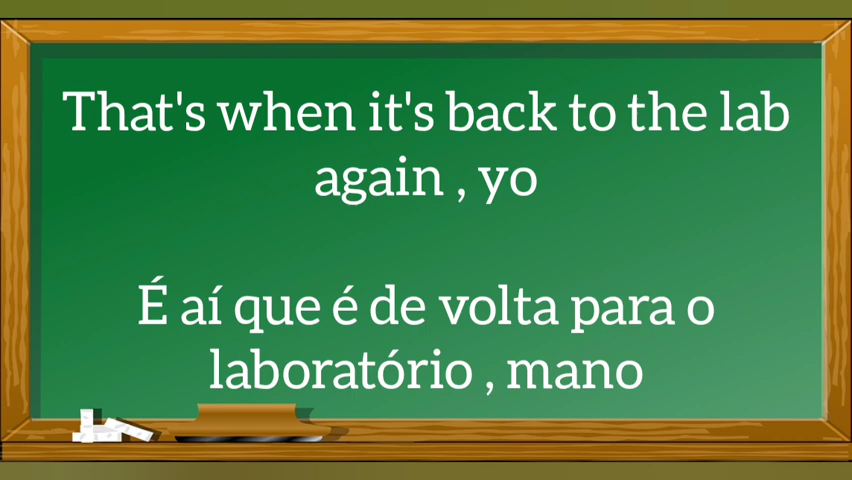 That's when it's back to the lab
again , yo
É aí que é de volta para o
laboratório , mano